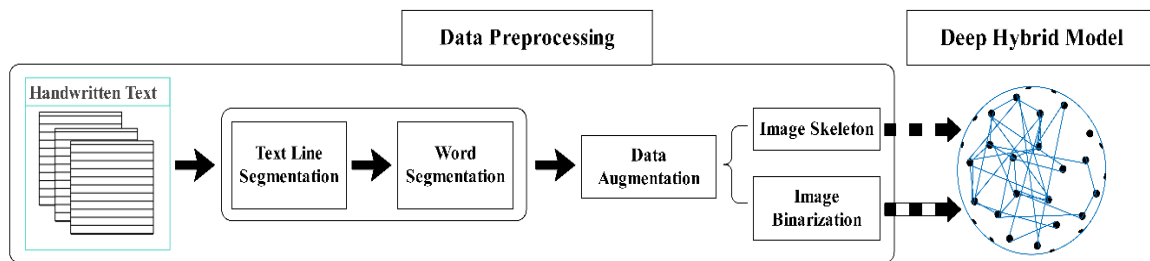 Data Preprocessing
Deep Hybrid Model
Handwritten Text
Text Line
Segmentation
Word
Segmentation
Data
Augmentation
Image Skeleton
Image
Binarization